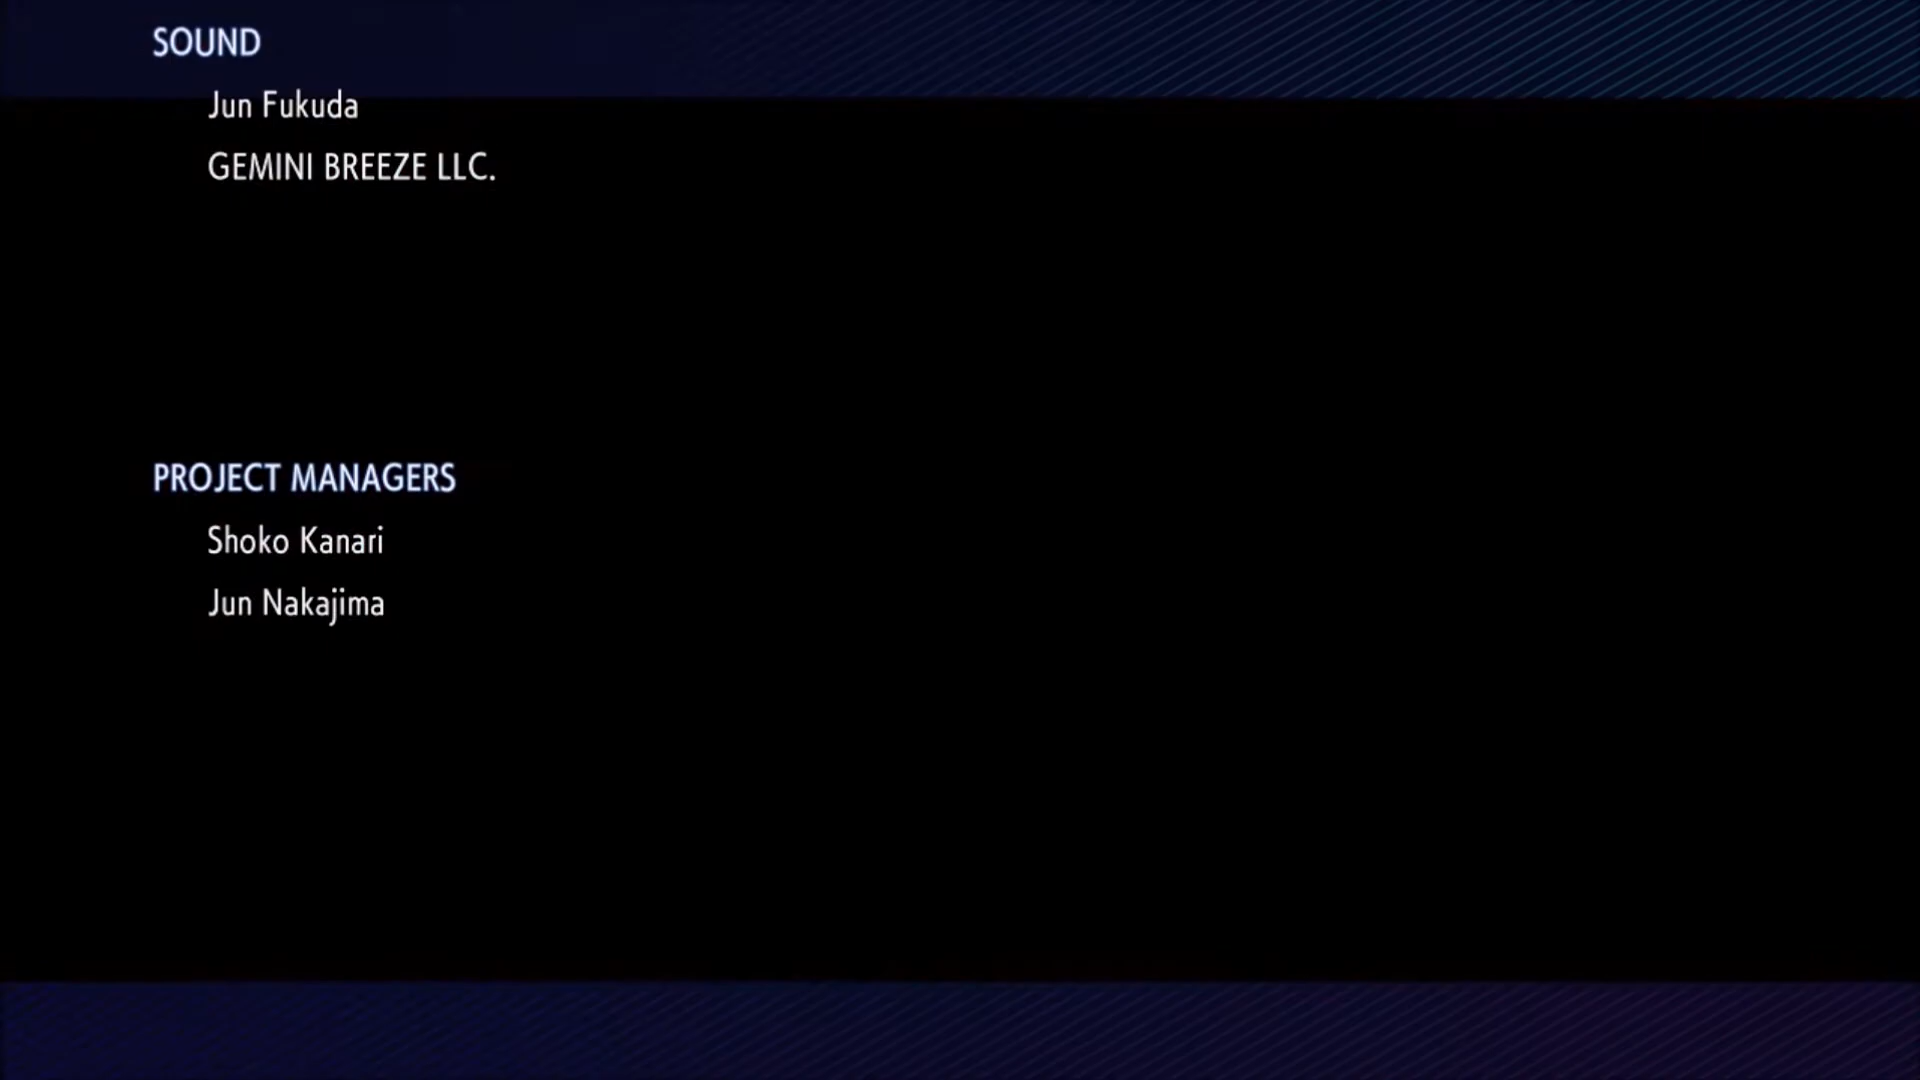 SOUND
Jun Fukuda
GEMINI BREEZE LLC.
PROJECT MANAGERS
Shoko Kanari
Jun Nakajima